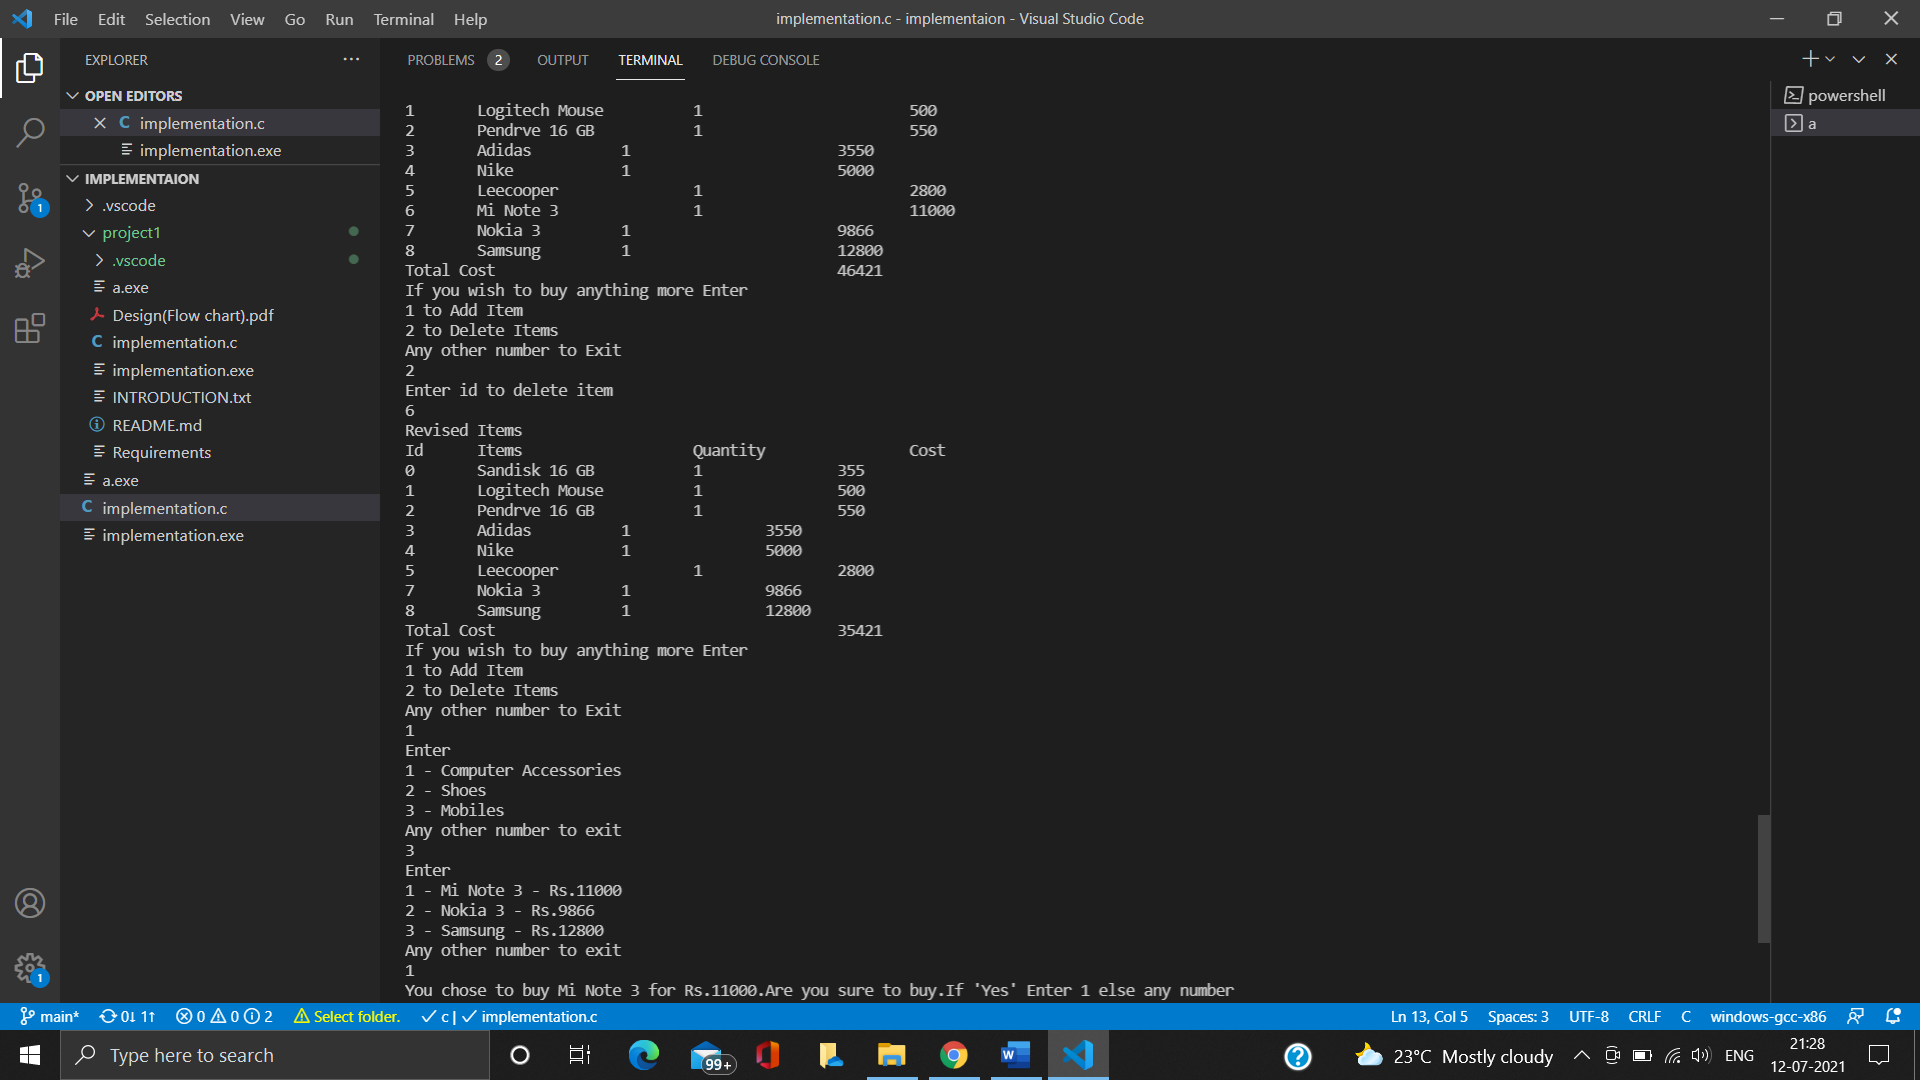 File Edit Selection View Go Run Terminal Help
implementation.c - implementaion - Visual Studio Code
EXPLORER
OPEN EDITORS
C implementation.c
implementation.exe
IMPLEMENTAION
.vscode
project1
.vscode
a.exe
Design(Flow chart).pdf
C implementation.c
implementation.exe
INTRODUCTION.txt
README.md
Requirements
a.exe
C implementation.c
implementation.exe
1
1
PROBLEMS 2 OUTPUT TERMINAL DEBUG CONSOLE
1 Logitech Mouse 1 500
2 Pendrve 16 GB 1 550
3 Adidas 1 3550
4 Nike 1 5000
5 Leecooper 1 2800
6 Mi Note 3 1 11000
7 Nokia 3 1 9866
8 Samsung 1 12800
Total Cost 46421
If you wish to buy anything more Enter
1 to Add Item
2 to Delete Items
Any other number to Exit
2
Enter id to delete item
6
Revised Items
Id Items Quantity Cost
0 Sandisk 16 GB 1 355
1 Logitech Mouse 1 500
2 Pendrve 16 GB 1 550
3 Adidas 1 3550
4 Nike 1 5000
5 Leecooper 1 2800
7 Nokia 3 1 9866
8 Samsung 1 12800
Total Cost 35421
If you wish to buy anything more Enter
1 to Add Item
2 to Delete Items
Any other number to Exit
1
Enter
1 - Computer Accessories
2 - Shoes
3 - Mobiles
Any other number to exit
3
Enter
1 - Mi Note 3 - Rs.11000
2 - Nokia 3 - Rs.9866
3 - Samsung - Rs.12800
Any other number to exit
1
You chose to buy Mi Note 3 for Rs.11000.Are you sure to buy.If 'Yes' Enter 1 else any number
powershell
a
main* 0↓ 1↑ 0 0 2 Select folder. c | implementation.c
Ln 13, Col 5 Spaces: 3 UTF-8 CRLF C windows-gcc-x86
Type here to search
99+
23°C Mostly cloudy ENG
21:28
12-07-2021